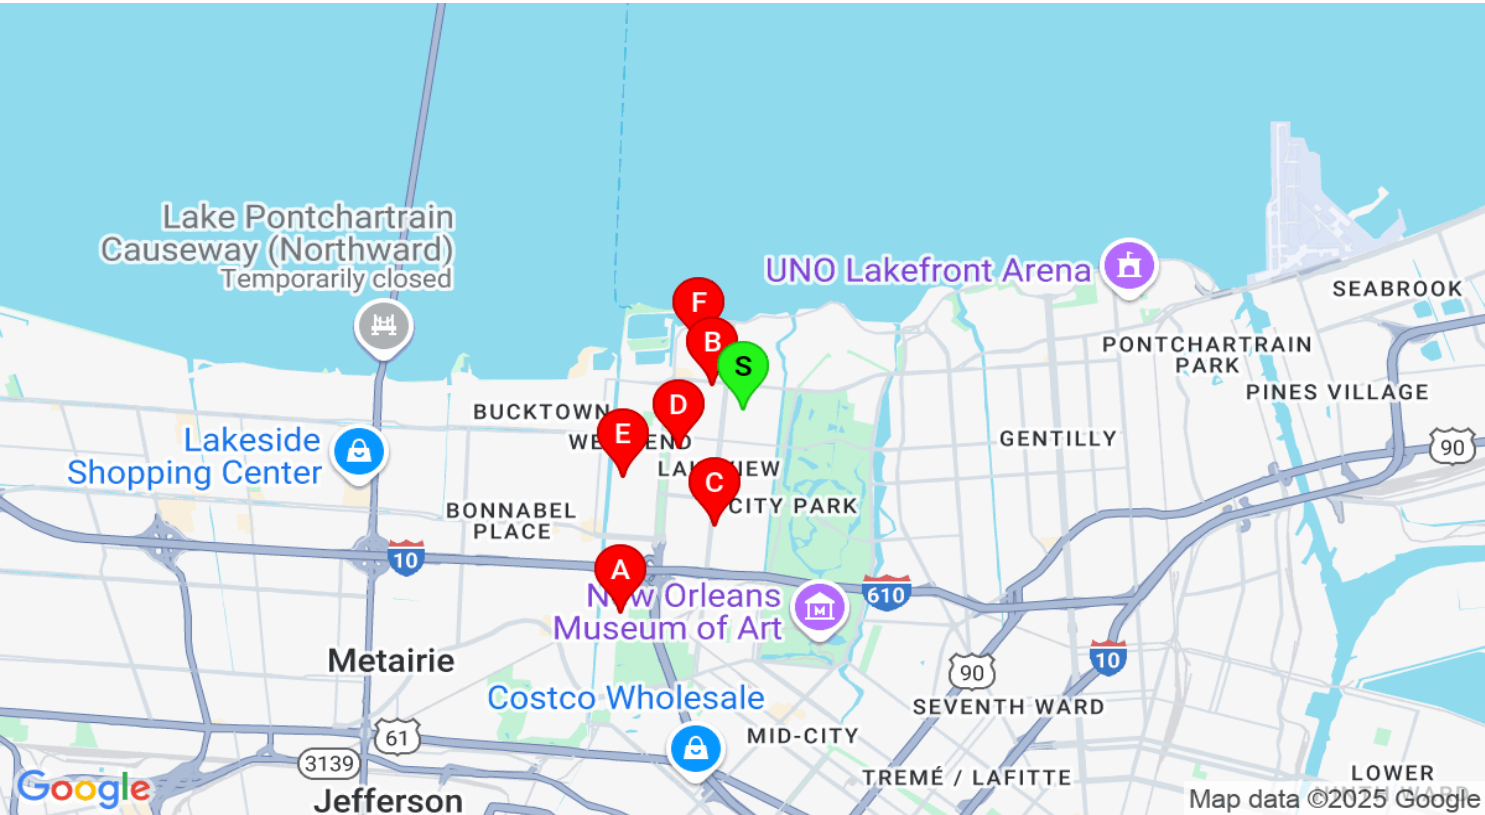 Lake Pontchartrain
Causeway (Northward)
Temporarily closed
UNO Lakefront Arena
SEABROOK
F
B
S
PONTCHARTRAIN
PARK
PINES VILLAGE
D
BUCKTOWN
E
GENTILLY
90
Lakeside
Shopping Center
C
CITY PARK
BONNABEL
PLACE
10
A
610
New Orleans
Museum of Art
Metairie
10
90
Costco Wholesale
SEVENTH WARD
61
MID-CITY
3139
TREMÉ / LAFITTE
LOWER
Google
Jefferson
Map data ©2025 Google